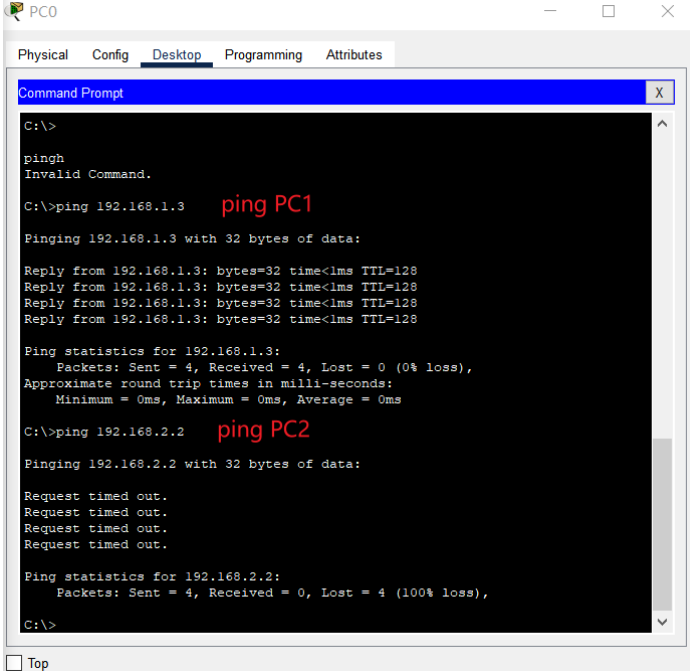 PC0
Physical Config Desktop Programming Attributes
Command Prompt X
C:\>
pingh
Invalid Command.
C:\>ping 192.168.1.3 ping PC1
Pinging 192.168.1.3 with 32 bytes of data:
Reply from 192.168.1.3: bytes=32 time<1ms TTL=128
Reply from 192.168.1.3: bytes=32 time<1ms TTL=128
Reply from 192.168.1.3: bytes=32 time<1ms TTL=128
Reply from 192.168.1.3: bytes=32 time<1ms TTL=128
Ping statistics for 192.168.1.3:
Packets: Sent = 4, Received = 4, Lost = 0 (0% loss),
Approximate round trip times in milli-seconds:
Minimum = 0ms, Maximum = 0ms, Average = 0ms
C:\>ping 192.168.2.2 ping PC2
Pinging 192.168.2.2 with 32 bytes of data:
Request timed out.
Request timed out.
Request timed out.
Request timed out.
Ping statistics for 192.168.2.2:
Packets: Sent = 4, Received = 0, Lost = 4 (100% loss),
C:\>
Top